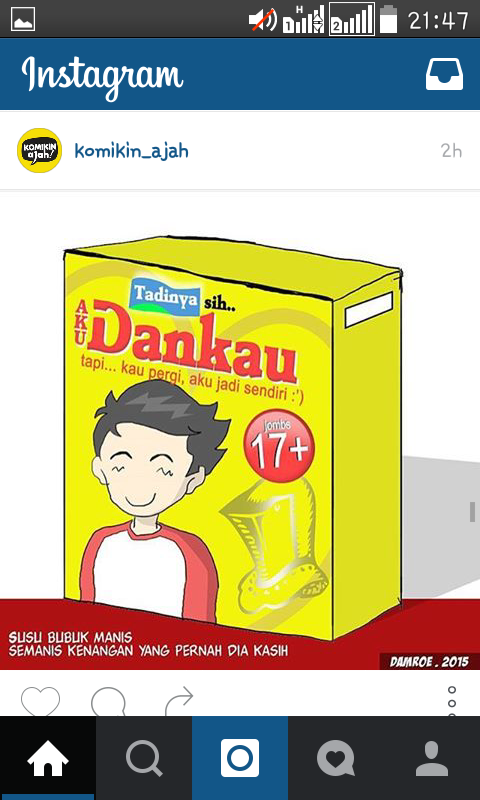 H
2
21:47
Instagram
KOMIKIN
ajah!
komikin_ajah
2h
Tadinya sih..
AKU
Dankau
tapi... kau pergi, aku jadi sendiri :')
jombs
17+
SUSU BUBUK MANIS
SEMANIS KENANGAN YANG PERNAH DIA KASIH
DAMROE . 2015